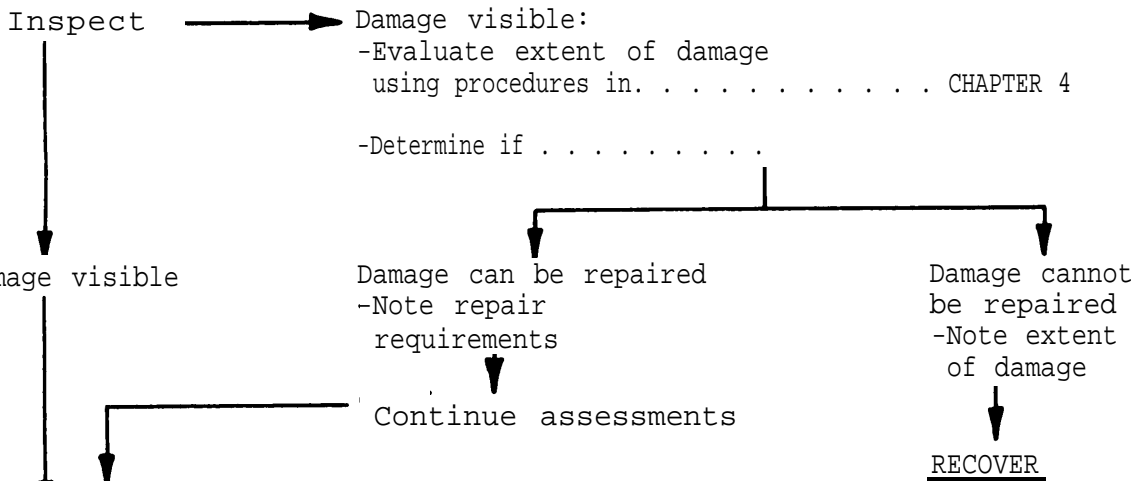 Inspect
Damage visible:
-Evaluate extent of damage
using procedures in. . . . . . . . . . . . CHAPTER 4
-Determine if . . . . . . . . .
mage visible
Damage can be repaired
-Note repair
requirements
Continue assessments
Damage cannot
be repaired
-Note extent
of damage
RECOVER